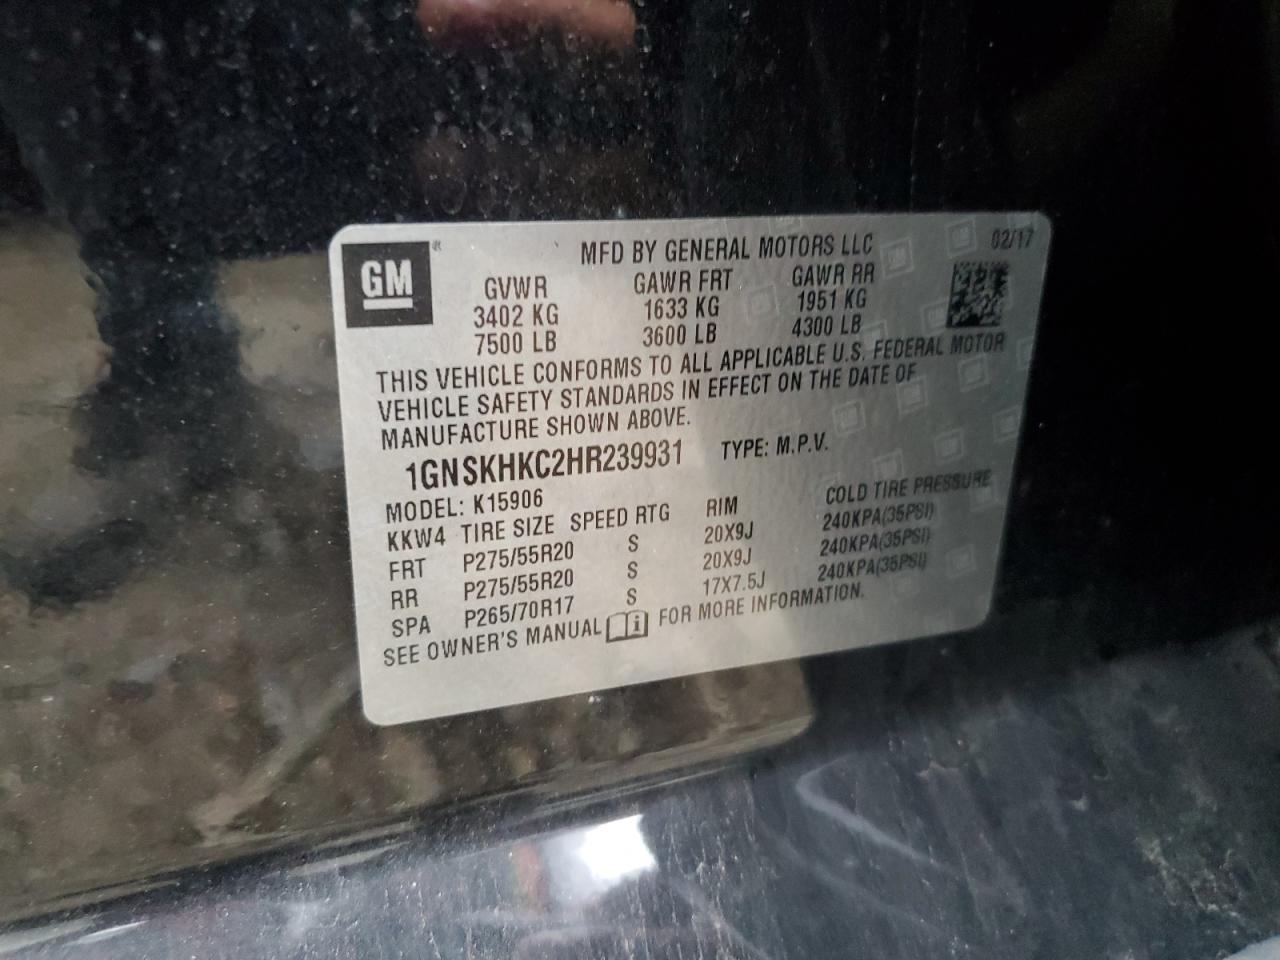 GM ®
MFD BY GENERAL MOTORS LLC 02/17
GVWR GAWR FRT GAWR RR
3402 KG 1633 KG 1951 KG
7500 LB 3600 LB 4300 LB
THIS VEHICLE CONFORMS TO ALL APPLICABLE U.S. FEDERAL MOTOR
VEHICLE SAFETY STANDARDS IN EFFECT ON THE DATE OF
MANUFACTURE SHOWN ABOVE.
1GNSKHKC2HR239931 TYPE: M.P.V.
MODEL: K15906
KKW4 TIRE SIZE SPEED RTG RIM COLD TIRE PRESSURE
FRT P275/55R20 S 20X9J 240KPA(35PSI)
RR P275/55R20 S 20X9J 240KPA(35PSI)
SPA P265/70R17 S 17X7.5J 240KPA(35PSI)
SEE OWNER'S MANUAL FOR MORE INFORMATION.